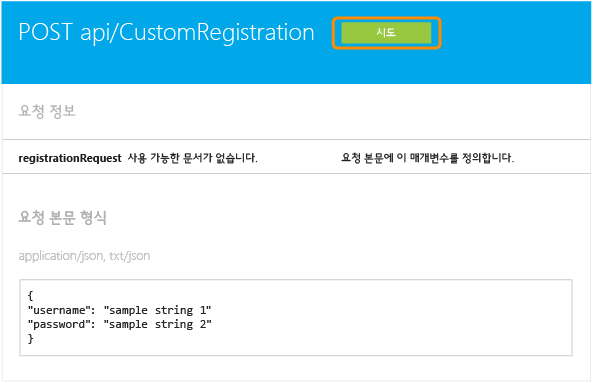 POST api/CustomRegistration 시도
요청 정보
registrationRequest 사용 가능한 문서가 없습니다. 요청 본문에 이 매개변수를 정의합니다.
요청 본문 형식
application/json, txt/json
{
"username": "sample string 1"
"password": "sample string 2"
}